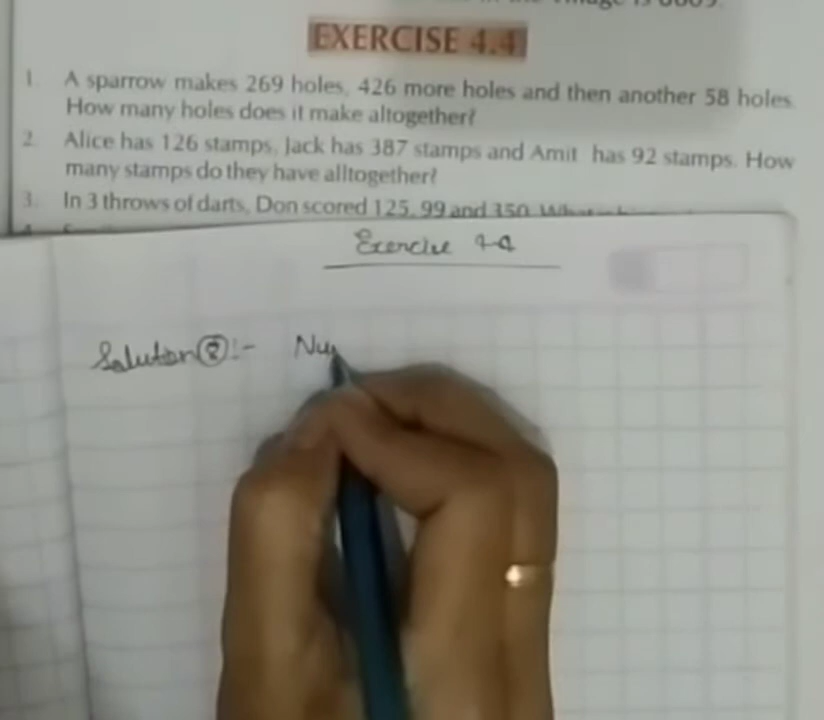 EXERCISE 4.4
1. A sparrow makes 269 holes, 426 more holes and then another 58 holes.
How many holes does it make altogether?
2. Alice has 126 stamps, Jack has 387 stamps and Amit has 92 stamps. How
many stamps do they have alltogether?
3. In 3 throws of darts, Don scored 125, 99 and 350.
Exercise 4-4
Solution ② :- Nu